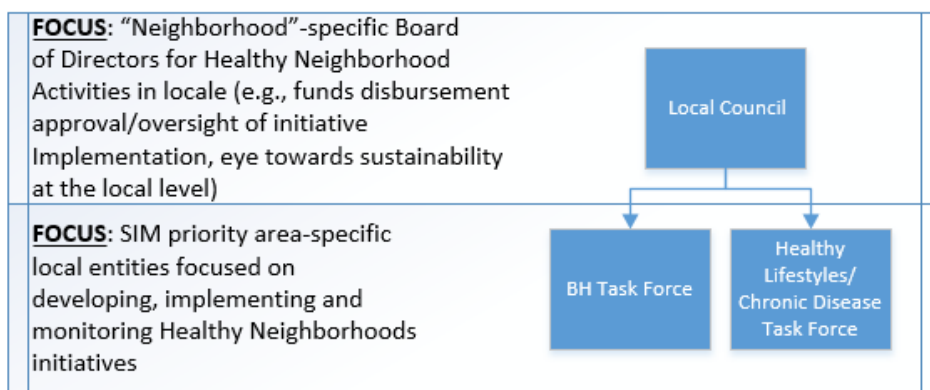 FOCUS: “Neighborhood”-specific Board
of Directors for Healthy Neighborhood
Activities in locale (e.g., funds disbursement
approval/oversight of initiative
Implementation, eye towards sustainability
at the local level)
Local Council
FOCUS: SIM priority area-specific
local entities focused on
developing, implementing and
monitoring Healthy Neighborhoods
initiatives
BH Task Force
Healthy
Lifestyles/
Chronic Disease
Task Force